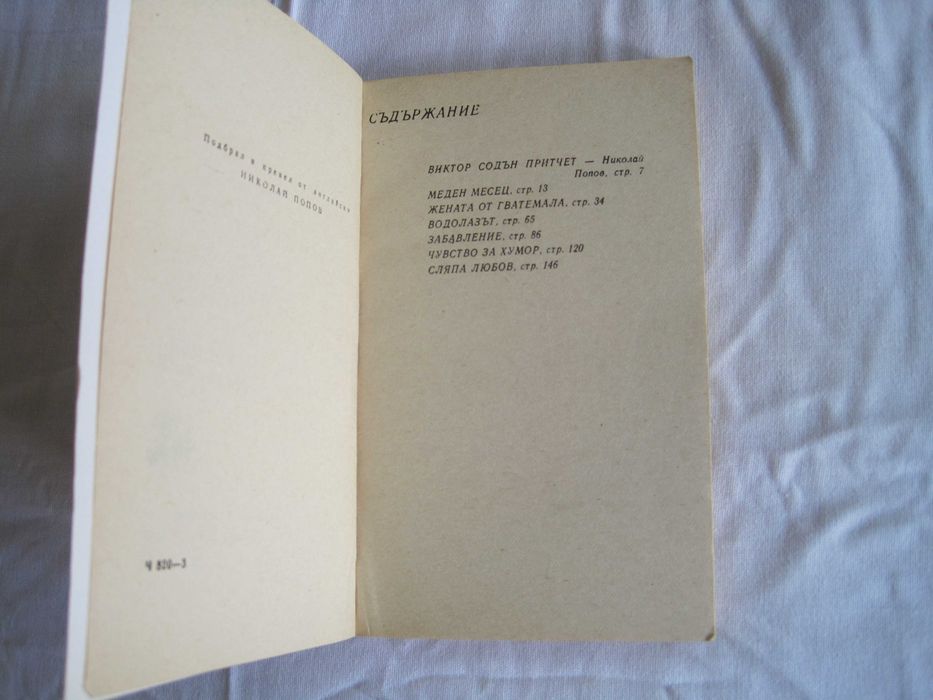 Подбрал и превел от английски
НИКОЛАЙ ПОПОВ
Ч 820—3
СЪДЪРЖАНИЕ
ВИКТОР СОДЪН ПРИТЧЕТ — Николай
Попов, стр. 7
МЕДЕН МЕСЕЦ, стр. 13
ЖЕНАТА ОТ ГВАТЕМАЛА, стр. 34
ВОДОЛАЗЪТ, стр. 65
ЗАБАВЛЕНИЕ, стр. 86
ЧУВСТВО ЗА ХУМОР, стр. 120
СЛЯПА ЛЮБОВ, стр. 146